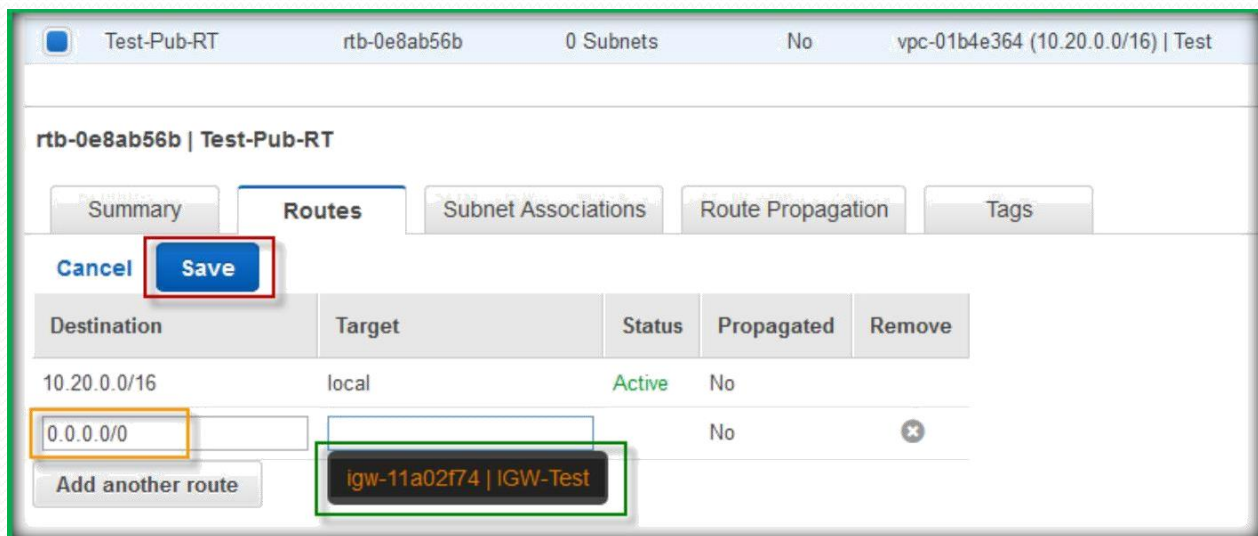 Test-Pub-RT rtb-0e8ab56b 0 Subnets No vpc-01b4e364 (10.20.0.0/16) | Test
rtb-0e8ab56b | Test-Pub-RT
Summary Routes Subnet Associations Route Propagation Tags
Cancel Save
Destination Target Status Propagated Remove
10.20.0.0/16 local Active No
0.0.0.0/0 No
Add another route igw-11a02f74 | IGW-Test